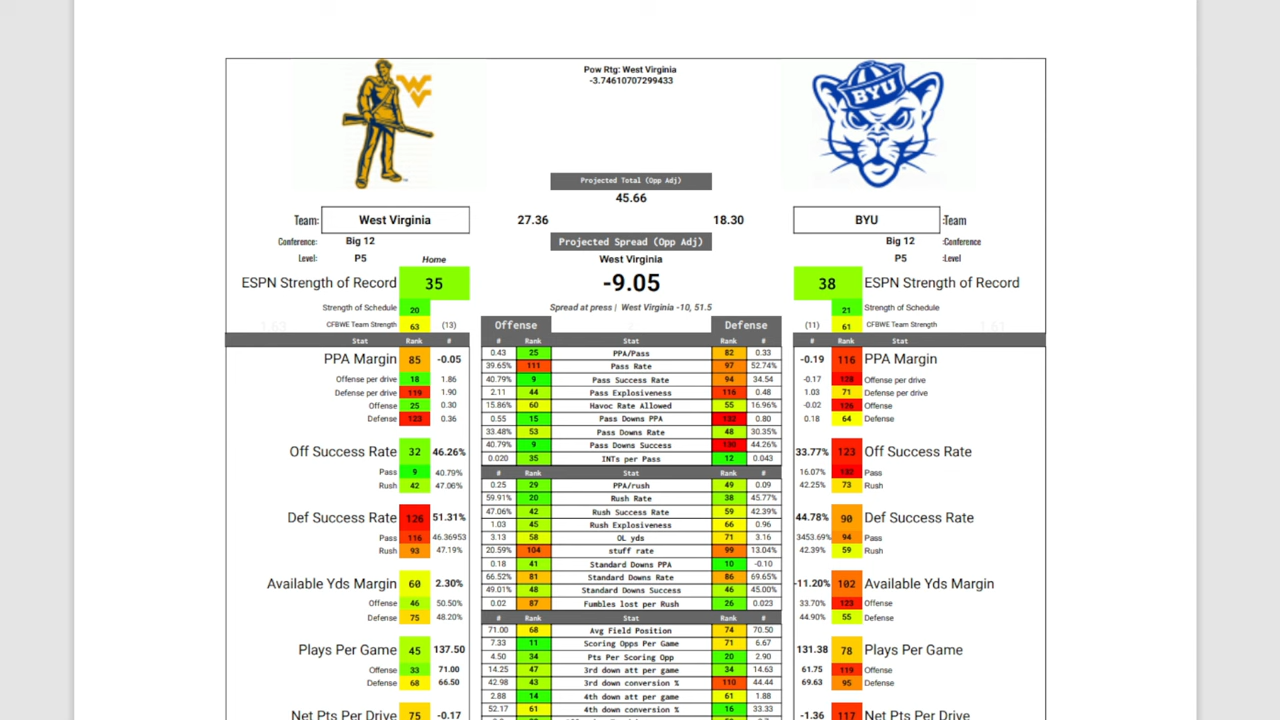 Pow Rtg: West Virginia
-3.74610707299433
BYU
Projected Total (Opp Adj)
45.66
Team: West Virginia 27.36 18.30 BYU :Team
Conference: Big 12 Projected Spread (Opp Adj) Big 12 :Conference
Level: P5 Home West Virginia P5 :Level
ESPN Strength of Record 35 -9.05 38 ESPN Strength of Record
Strength of Schedule 20 Spread at press | West Virginia -10, 51.5 21 Strength of Schedule
1.63 CFBWE Team Strength 63 (13) Offense Defense (11) 61 CFBWE Team Strength 1.61
Stat Rank # # Rank Stat Rank # # Rank Stat
PPA Margin 85 -0.05 0.43 25 PPA/Pass 82 0.33 -0.19 116 PPA Margin
39.65% 111 Pass Rate 97 52.74%
Offense per drive 18 1.86 40.79% 9 Pass Success Rate 94 34.54 -0.17 Offense per drive
Defense per drive 119 1.90 2.11 44 Pass Explosiveness 116 0.48 1.03 71 Defense per drive
Offense 25 0.30 15.86% 60 Havoc Rate Allowed 55 16.96% -0.02 126 Offense
Defense 123 0.36 0.55 15 Pass Downs PPA 0.80 0.18 64 Defense
33.48% 53 Pass Downs Rate 48 30.35%
Off Success Rate 32 46.26% 40.79% 9 Pass Downs Success 44.26% 33.77% 123 Off Success Rate
0.020 35 INTs per Pass 12 0.043
Pass 9 40.79% # Rank Stat Rank # 16.07% Pass
Rush 42 47.06% 0.25 29 PPA/rush 49 0.09 42.25% 73 Rush
59.91% 20 Rush Rate 38 45.77%
Def Success Rate 126 51.31% 47.06% 42 Rush Success Rate 59 42.39% 44.78% 90 Def Success Rate
1.03 45 Rush Explosiveness 66 0.96
Pass 116 46.36953 3.13 58 OL yds 71 3.16 3453.69% 94 Pass
Rush 93 47.19% 20.59% 104 stuff rate 99 13.04% 42.39% 59 Rush
0.18 41 Standard Downs PPA 10 -0.10
Available Yds Margin 60 2.30% 66.52% 81 Standard Downs Rate 86 69.65% -11.20% 102 Available Yds Margin
49.01% 48 Standard Downs Success 46 45.00%
Offense 46 50.50% 0.02 87 Fumbles lost per Rush 26 0.023 33.70% 123 Offense
Defense 75 48.20% # Rank Stat Rank # 44.90% 55 Defense
71.00 68 Avg Field Position 74 70.50
Plays Per Game 45 137.50 7.33 11 Scoring Opps Per Game 71 6.67 131.38 78 Plays Per Game
4.50 34 Pts Per Scoring Opp 20 2.90
Offense 33 71.00 14.25 47 3rd down att per game 34 14.63 61.75 119 Offense
Defense 68 66.50 42.98 43 3rd down conversion % 110 44.44 69.63 95 Defense
2.88 14 4th down att per game 61 1.88
Net Pts Per Drive 75 -0.17 52.17 61 4th down conversion % 16 33.33 -1.36 117 Net Pts Per Drive